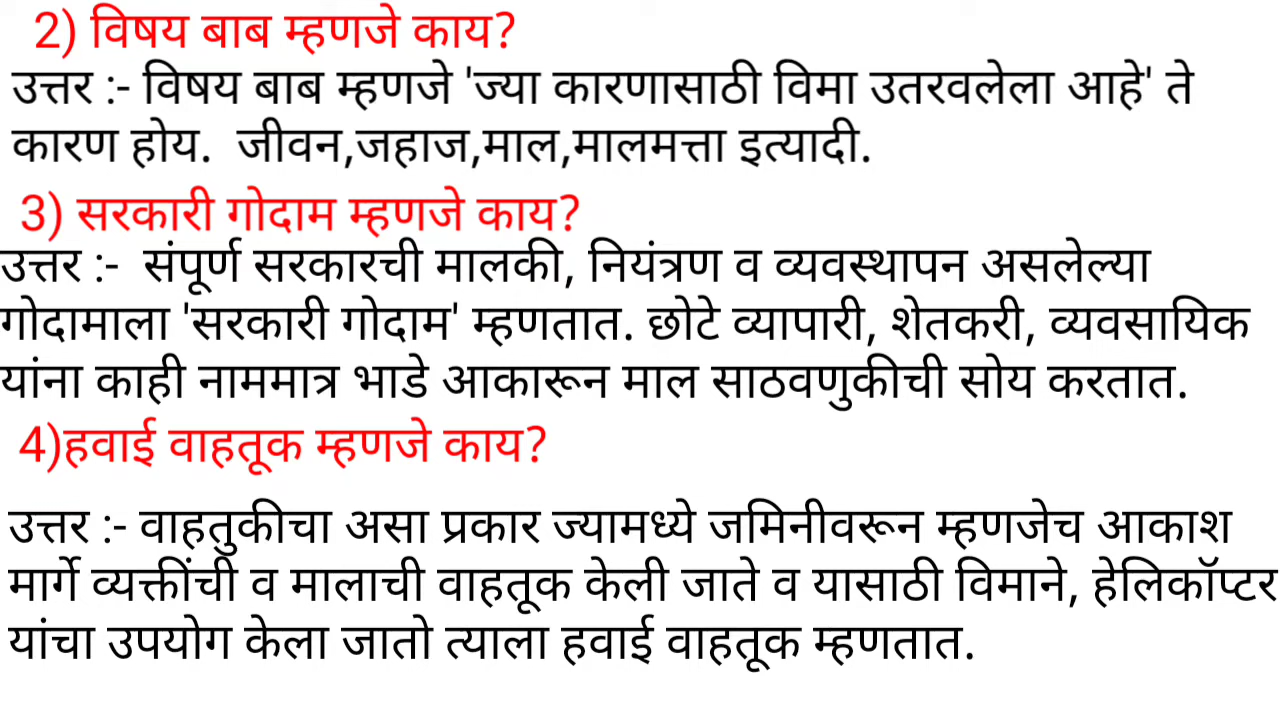 2) विषय बाब म्हणजे काय?
उत्तर :- विषय बाब म्हणजे 'ज्या कारणासाठी विमा उतरवलेला आहे' ते
कारण होय. जीवन,जहाज,माल,मालमत्ता इत्यादी.
3) सरकारी गोदाम म्हणजे काय?
उत्तर :- संपूर्ण सरकारची मालकी, नियंत्रण व व्यवस्थापन असलेल्या
गोदामाला 'सरकारी गोदाम' म्हणतात. छोटे व्यापारी, शेतकरी, व्यवसायिक
यांना काही नाममात्र भाडे आकारून माल साठवणुकीची सोय करतात.
4)हवाई वाहतूक म्हणजे काय?
उत्तर :- वाहतुकीचा असा प्रकार ज्यामध्ये जमिनीवरून म्हणजेच आकाश
मार्गे व्यक्तींची व मालाची वाहतूक केली जाते व यासाठी विमाने, हेलिकॉप्टर
यांचा उपयोग केला जातो त्याला हवाई वाहतूक म्हणतात.